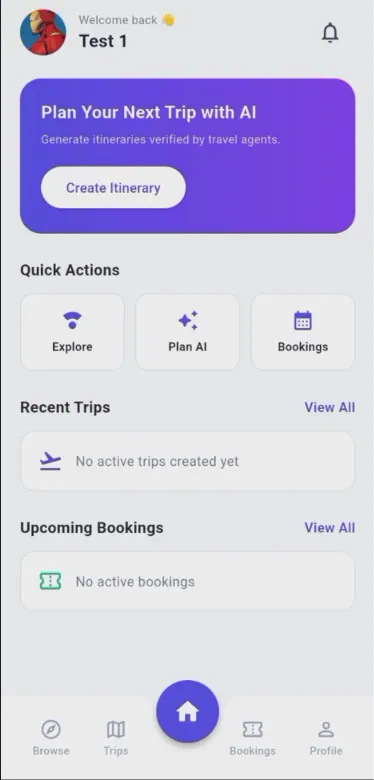 Welcome back 👋
Test 1
Plan Your Next Trip with AI
Generate itineraries verified by travel agents.
Create Itinerary
Quick Actions
Explore
Plan AI
Bookings
Recent Trips
View All
No active trips created yet
Upcoming Bookings
View All
No active bookings
Browse
Trips
Bookings
Profile